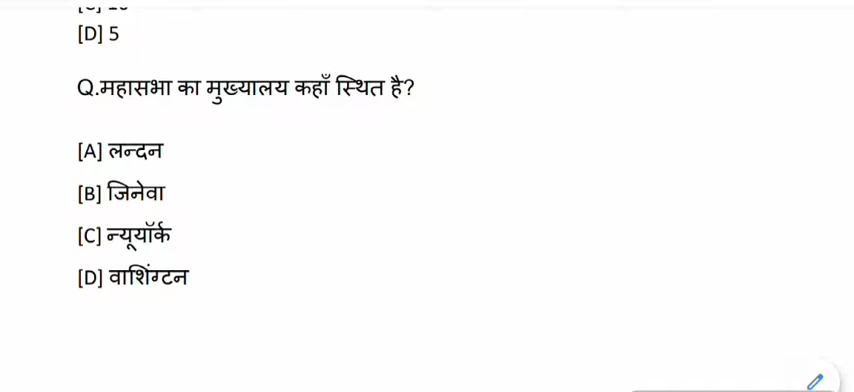 [D] 5
Q.महासभा का मुख्यालय कहाँ स्थित है?
[A] लन्दन
[B] जिनेवा
[C] न्यूयॉर्क
[D] वाशिंग्टन